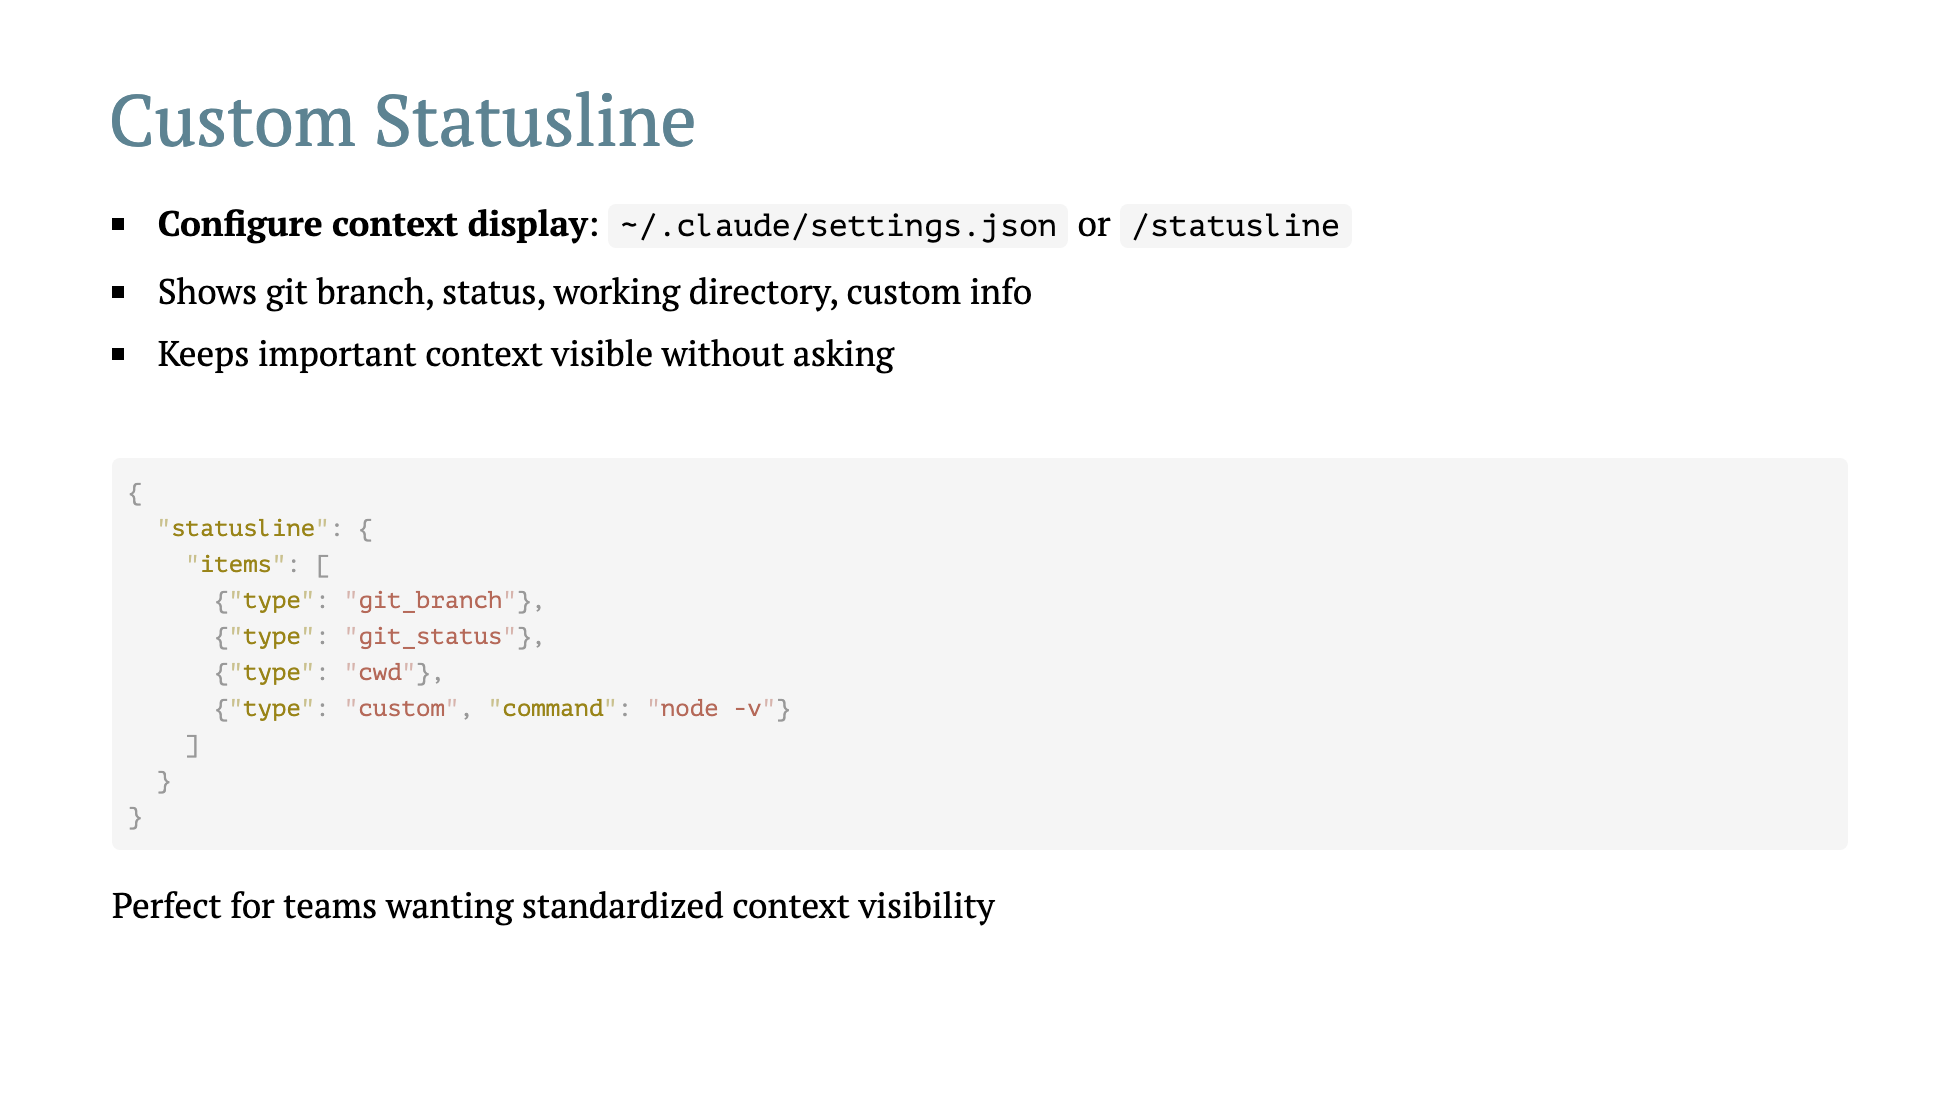 Custom Statusline
▪ Configure context display: ~/.claude/settings.json or /statusline
▪ Shows git branch, status, working directory, custom info
▪ Keeps important context visible without asking
{
  "statusline": {
    "items": [
      {"type": "git_branch"},
      {"type": "git_status"},
      {"type": "cwd"},
      {"type": "custom", "command": "node -v"}
    ]
  }
}
Perfect for teams wanting standardized context visibility